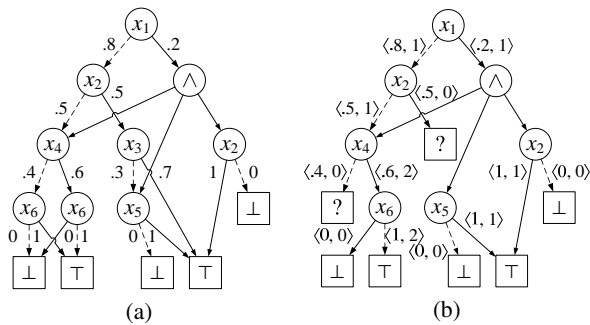 x1 x1
.8 .2 ⟨.8, 1⟩ ⟨.2, 1⟩
x2 ∧ x2 ⟨.5, 0⟩ ∧
.5 .5 ⟨.5, 1⟩
x4 x3 x2 x4 ? x2
.4 .6 .3 .7 1 0 ⟨.4, 0⟩ ⟨.6, 2⟩ ⟨1, 1⟩ ⟨0, 0⟩
x6 x6 x5 ⊥ ? x6 x5 ⟨1, 1⟩ ⊥
0 1 0 1 0 1 ⟨0, 0⟩ ⟨1, 2⟩ ⟨0, 0⟩
⊥ ⊤ ⊥ ⊤ ⊥ ⊤ ⊥ ⊤
(a) (b)